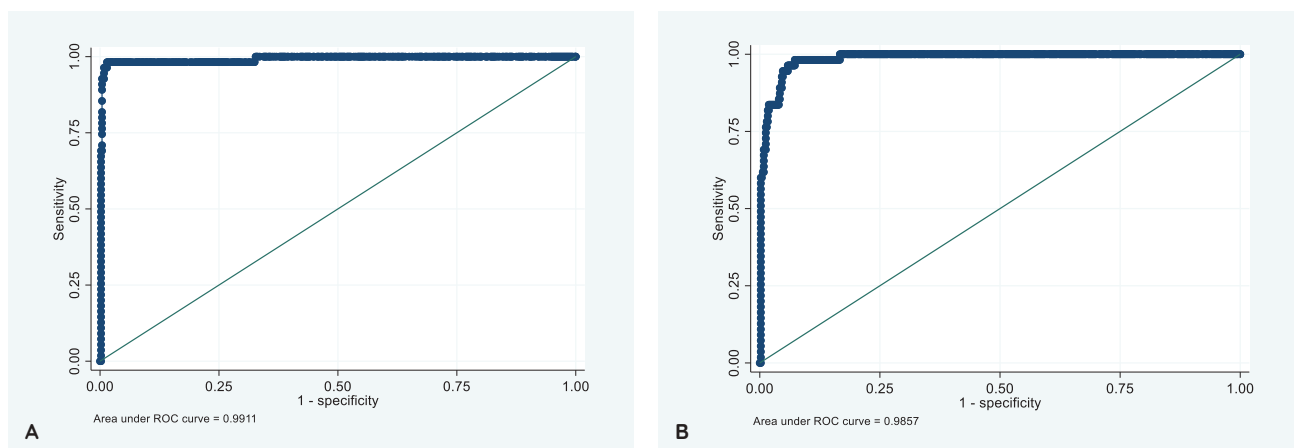 1.00
0.75
Sensitivity
0.50
0.25
0.00
0.00 0.25 0.50 0.75 1.00
1 - specificity
Area under ROC curve = 0.9911
A
1.00
0.75
Sensitivity
0.50
0.25
0.00
0.00 0.25 0.50 0.75 1.00
1 - specificity
Area under ROC curve = 0.9857
B